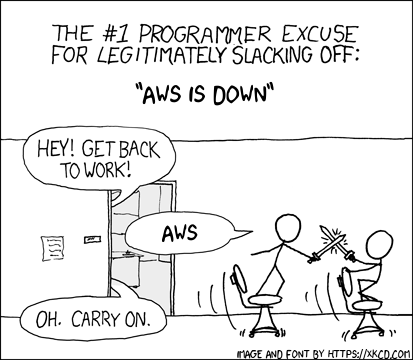 THE #1 PROGRAMMER EXCUSE
FOR LEGITIMATELY SLACKING OFF:
"AWS IS DOWN"
HEY! GET BACK
TO WORK!
AWS
OH. CARRY ON.
IMAGE AND FONT BY HTTPS://XKCD.COM